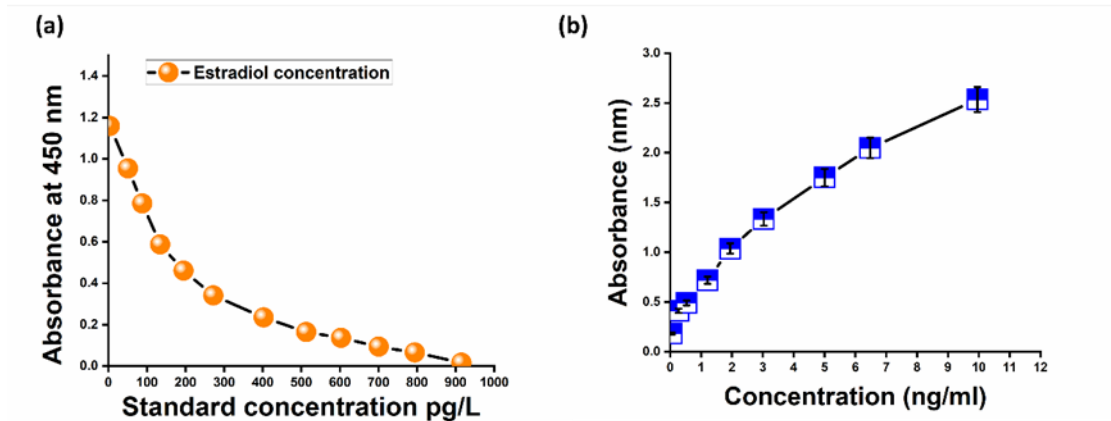 (a)
Estradiol concentration
Absorbance at 450 nm
1.4
1.2
1.0
0.8
0.6
0.4
0.2
0.0
0 100 200 300 400 500 600 700 800 900 1000
Standard concentration pg/L
(b)
Absorbance (nm)
3.0
2.5
2.0
1.5
1.0
0.5
0.0
0 1 2 3 4 5 6 7 8 9 10 11 12
Concentration (ng/ml)